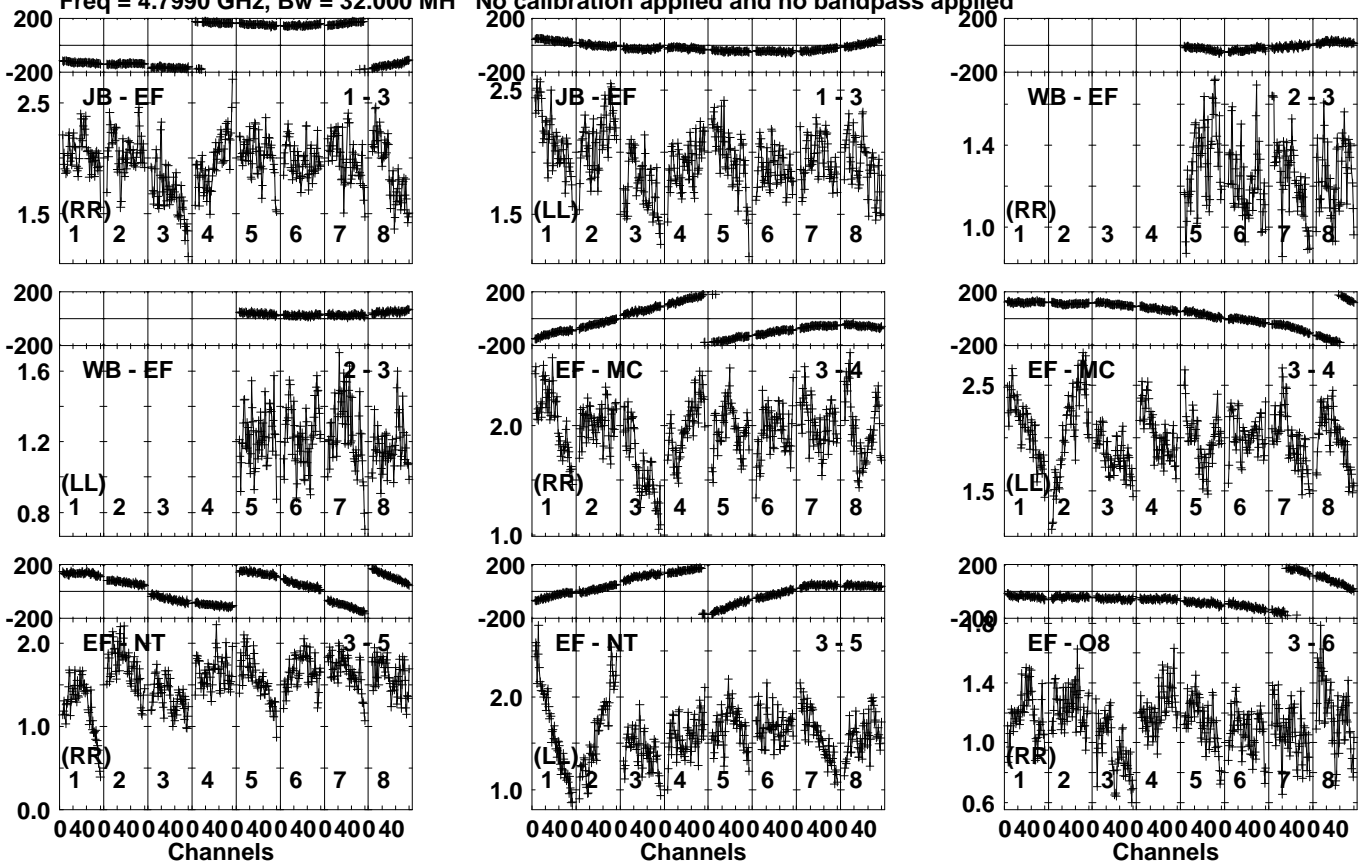 Freq = 4.7990 GHz, Bw = 32.000 MH No calibration applied and no bandpass applied
200
-200
JB - EF 1 - 3
2.5
1.5
(RR)
1 2 3 4 5 6 7 8
200
-200
JB - EF 1 - 3
2.5
1.5
(LL)
1 2 3 4 5 6 7 8
200
-200
WB - EF 2 - 3
1.4
1.0
(RR)
1 2 3 4 5 6 7 8
200
-200
WB - EF 2 - 3
1.6
1.2
0.8
(LL)
1 2 3 4 5 6 7 8
200
-200
EF - MC 3 - 4
2.0
1.0
(RR)
1 2 3 4 5 6 7 8
200
-200
EF - MC 3 - 4
2.5
1.5
(LL)
1 2 3 4 5 6 7 8
200
-200
EF - NT 3 - 5
2.0
1.0
0.0
(RR)
1 2 3 4 5 6 7 8
0 40 0 40 0 40 0 40 0 40 0 40 0 40 0 40
Channels
200
-200
EF - NT 3 - 5
2.0
1.0
(LL)
1 2 3 4 5 6 7 8
0 40 0 40 0 40 0 40 0 40 0 40 0 40 0 40
Channels
200
-200
1.8
EF - O8 3 - 6
1.4
1.0
0.6
(RR)
1 2 3 4 5 6 7 8
0 40 0 40 0 40 0 40 0 40 0 40 0 40 0 40
Channels